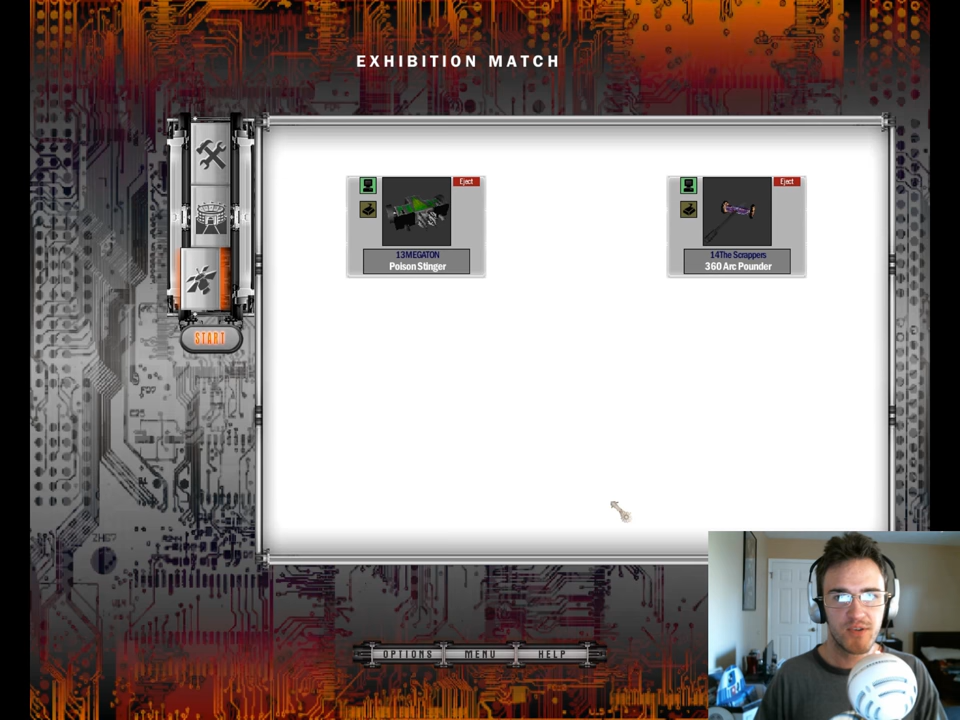 EXHIBITION MATCH
Eject
13MEGATON
Poison Stinger
Eject
14The Scrappers
360 Arc Pounder
START
OPTIONS
MENU
HELP